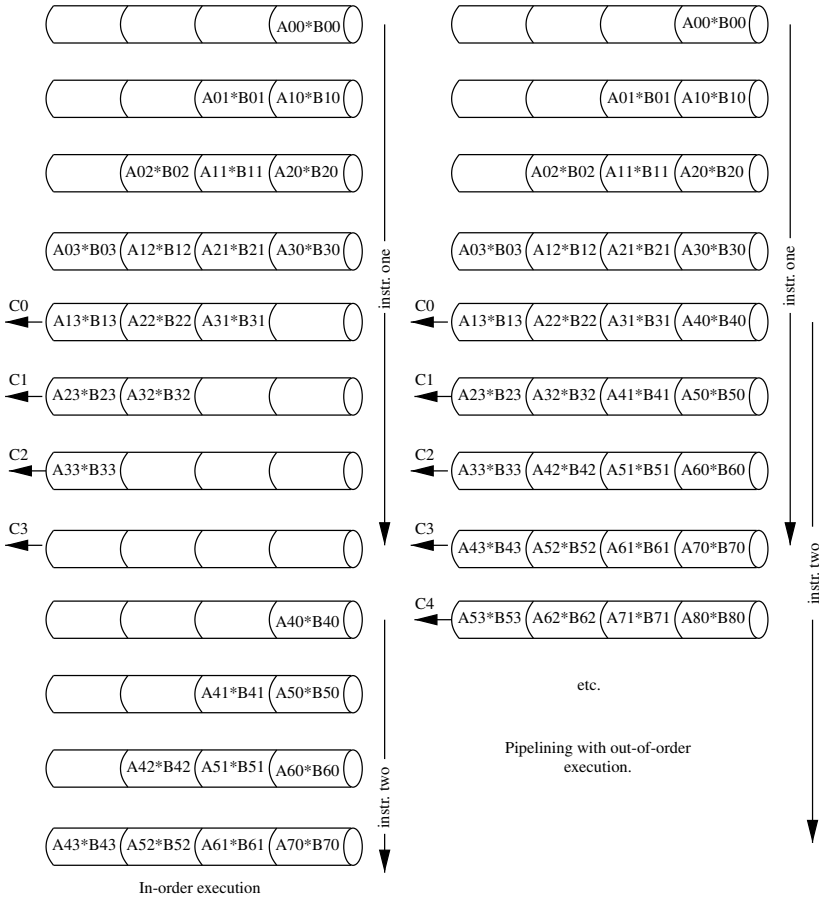 A00*B00
A01*B01 A10*B10
A02*B02 A11*B11 A20*B20
A03*B03 A12*B12 A21*B21 A30*B30
C0
A13*B13 A22*B22 A31*B31
C1
A23*B23 A32*B32
C2
A33*B33
C3
instr. one
A40*B40
A41*B41 A50*B50
A42*B42 A51*B51 A60*B60
A43*B43 A52*B52 A61*B61 A70*B70
instr. two
In-order execution
A00*B00
A01*B01 A10*B10
A02*B02 A11*B11 A20*B20
A03*B03 A12*B12 A21*B21 A30*B30
C0
A13*B13 A22*B22 A31*B31 A40*B40
C1
A23*B23 A32*B32 A41*B41 A50*B50
C2
A33*B33 A42*B42 A51*B51 A60*B60
C3
A43*B43 A52*B52 A61*B61 A70*B70
C4
A53*B53 A62*B62 A71*B71 A80*B80
instr. one
instr. two
etc.
Pipelining with out-of-order
execution.